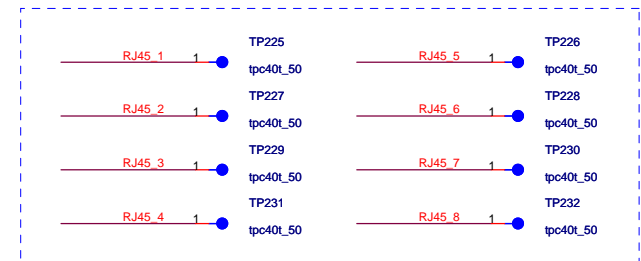 TP225
RJ45_1 1
tpc40t_50
TP226
RJ45_5 1
tpc40t_50
TP227
RJ45_2 1
tpc40t_50
TP228
RJ45_6 1
tpc40t_50
TP229
RJ45_3 1
tpc40t_50
TP230
RJ45_7 1
tpc40t_50
TP231
RJ45_4 1
tpc40t_50
TP232
RJ45_8 1
tpc40t_50